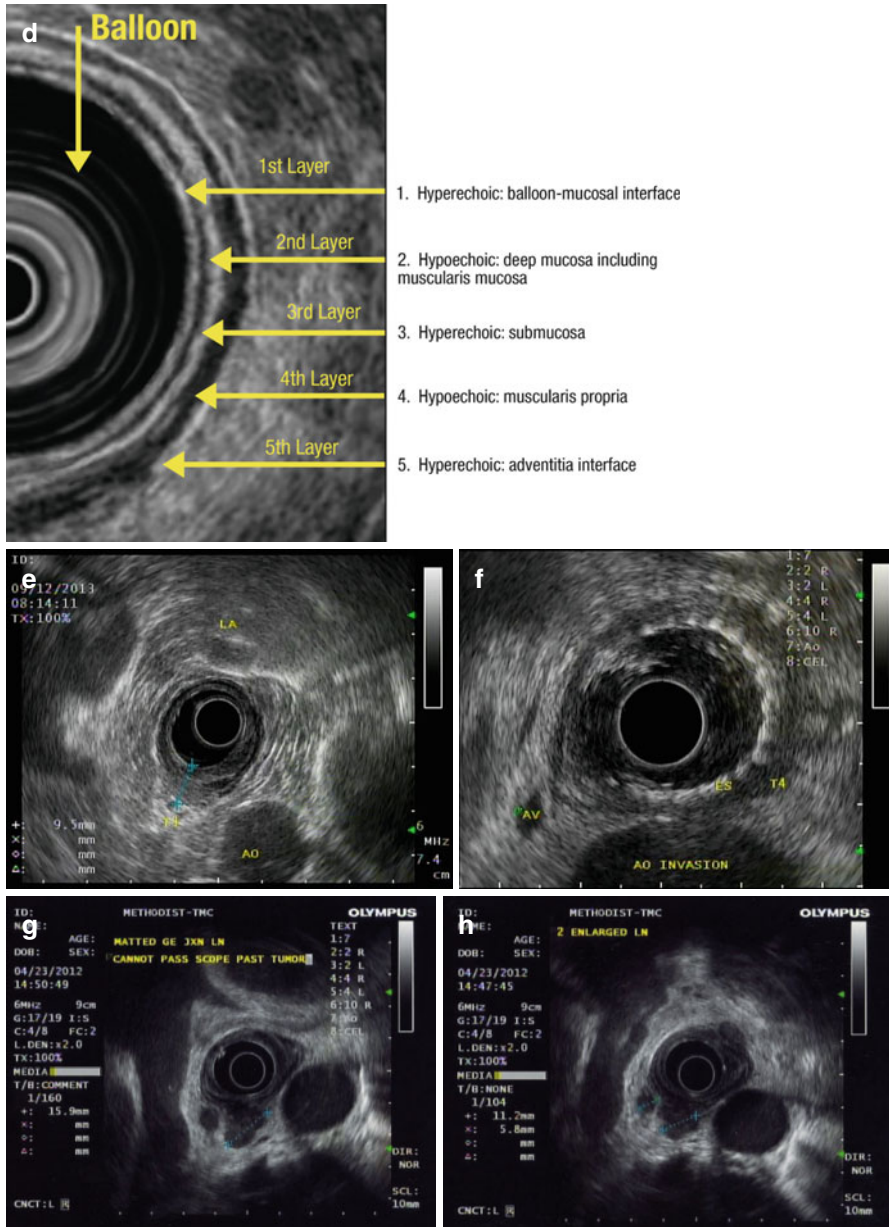 d
Balloon
1st Layer
1. Hyperechoic: balloon-mucosal interface
2nd Layer
2. Hypoechoic: deep mucosa including
muscularis mucosa
3rd Layer
3. Hyperechoic: submucosa
4th Layer
4. Hypoechoic: muscularis propria
5th Layer
5. Hyperechoic: adventitia interface
e
ID:
09/12/2013
08:14:11
TX:100%
LA
AO
+: 9.5mm
×: mm
◇: mm
△: mm
6
MHz
7.4
cm
f
1:7
2:2 R
3:2 L
4:4 R
5:4 L
6:10 R
7:Ao
8:CEL
ES
T4
AV
AO INVASION
g
ID:
METHODIST-TMC
OLYMPUS
AGE:
DOB: SEX:
04/23/2012
14:50:49
MATTED GE JXN LN
CANNOT PASS SCOPE PAST TUMOR
TEXT
1:7
2:2 R
3:2 L
4:4 R
5:4 L
6:10 R
8:CEL
6MHz 9cm
G:17/19 I:S
C:4/8 FC:2
L.DEN:x2.0
TX:100%
MEDIA
T/B:COMMENT
1/160
+: 15.9mm
×: mm
◇: mm
△: mm
CNCT:L R
DIR:
NOR
SCL:
10mm
h
ID:
METHODIST-TMC
OLYMPUS
2 ENLARGED LN
AGE:
DOB: SEX:
04/23/2012
14:47:45
6MHz 9cm
G:17/19 I:S
C:4/8 FC:2
L.DEN:x2.0
TX:100%
MEDIA
T/B:NONE
1/104
+: 11.2mm
×: 5.8mm
◇: mm
△: mm
CNCT:L R
DIR:
NOR
SCL:
10mm